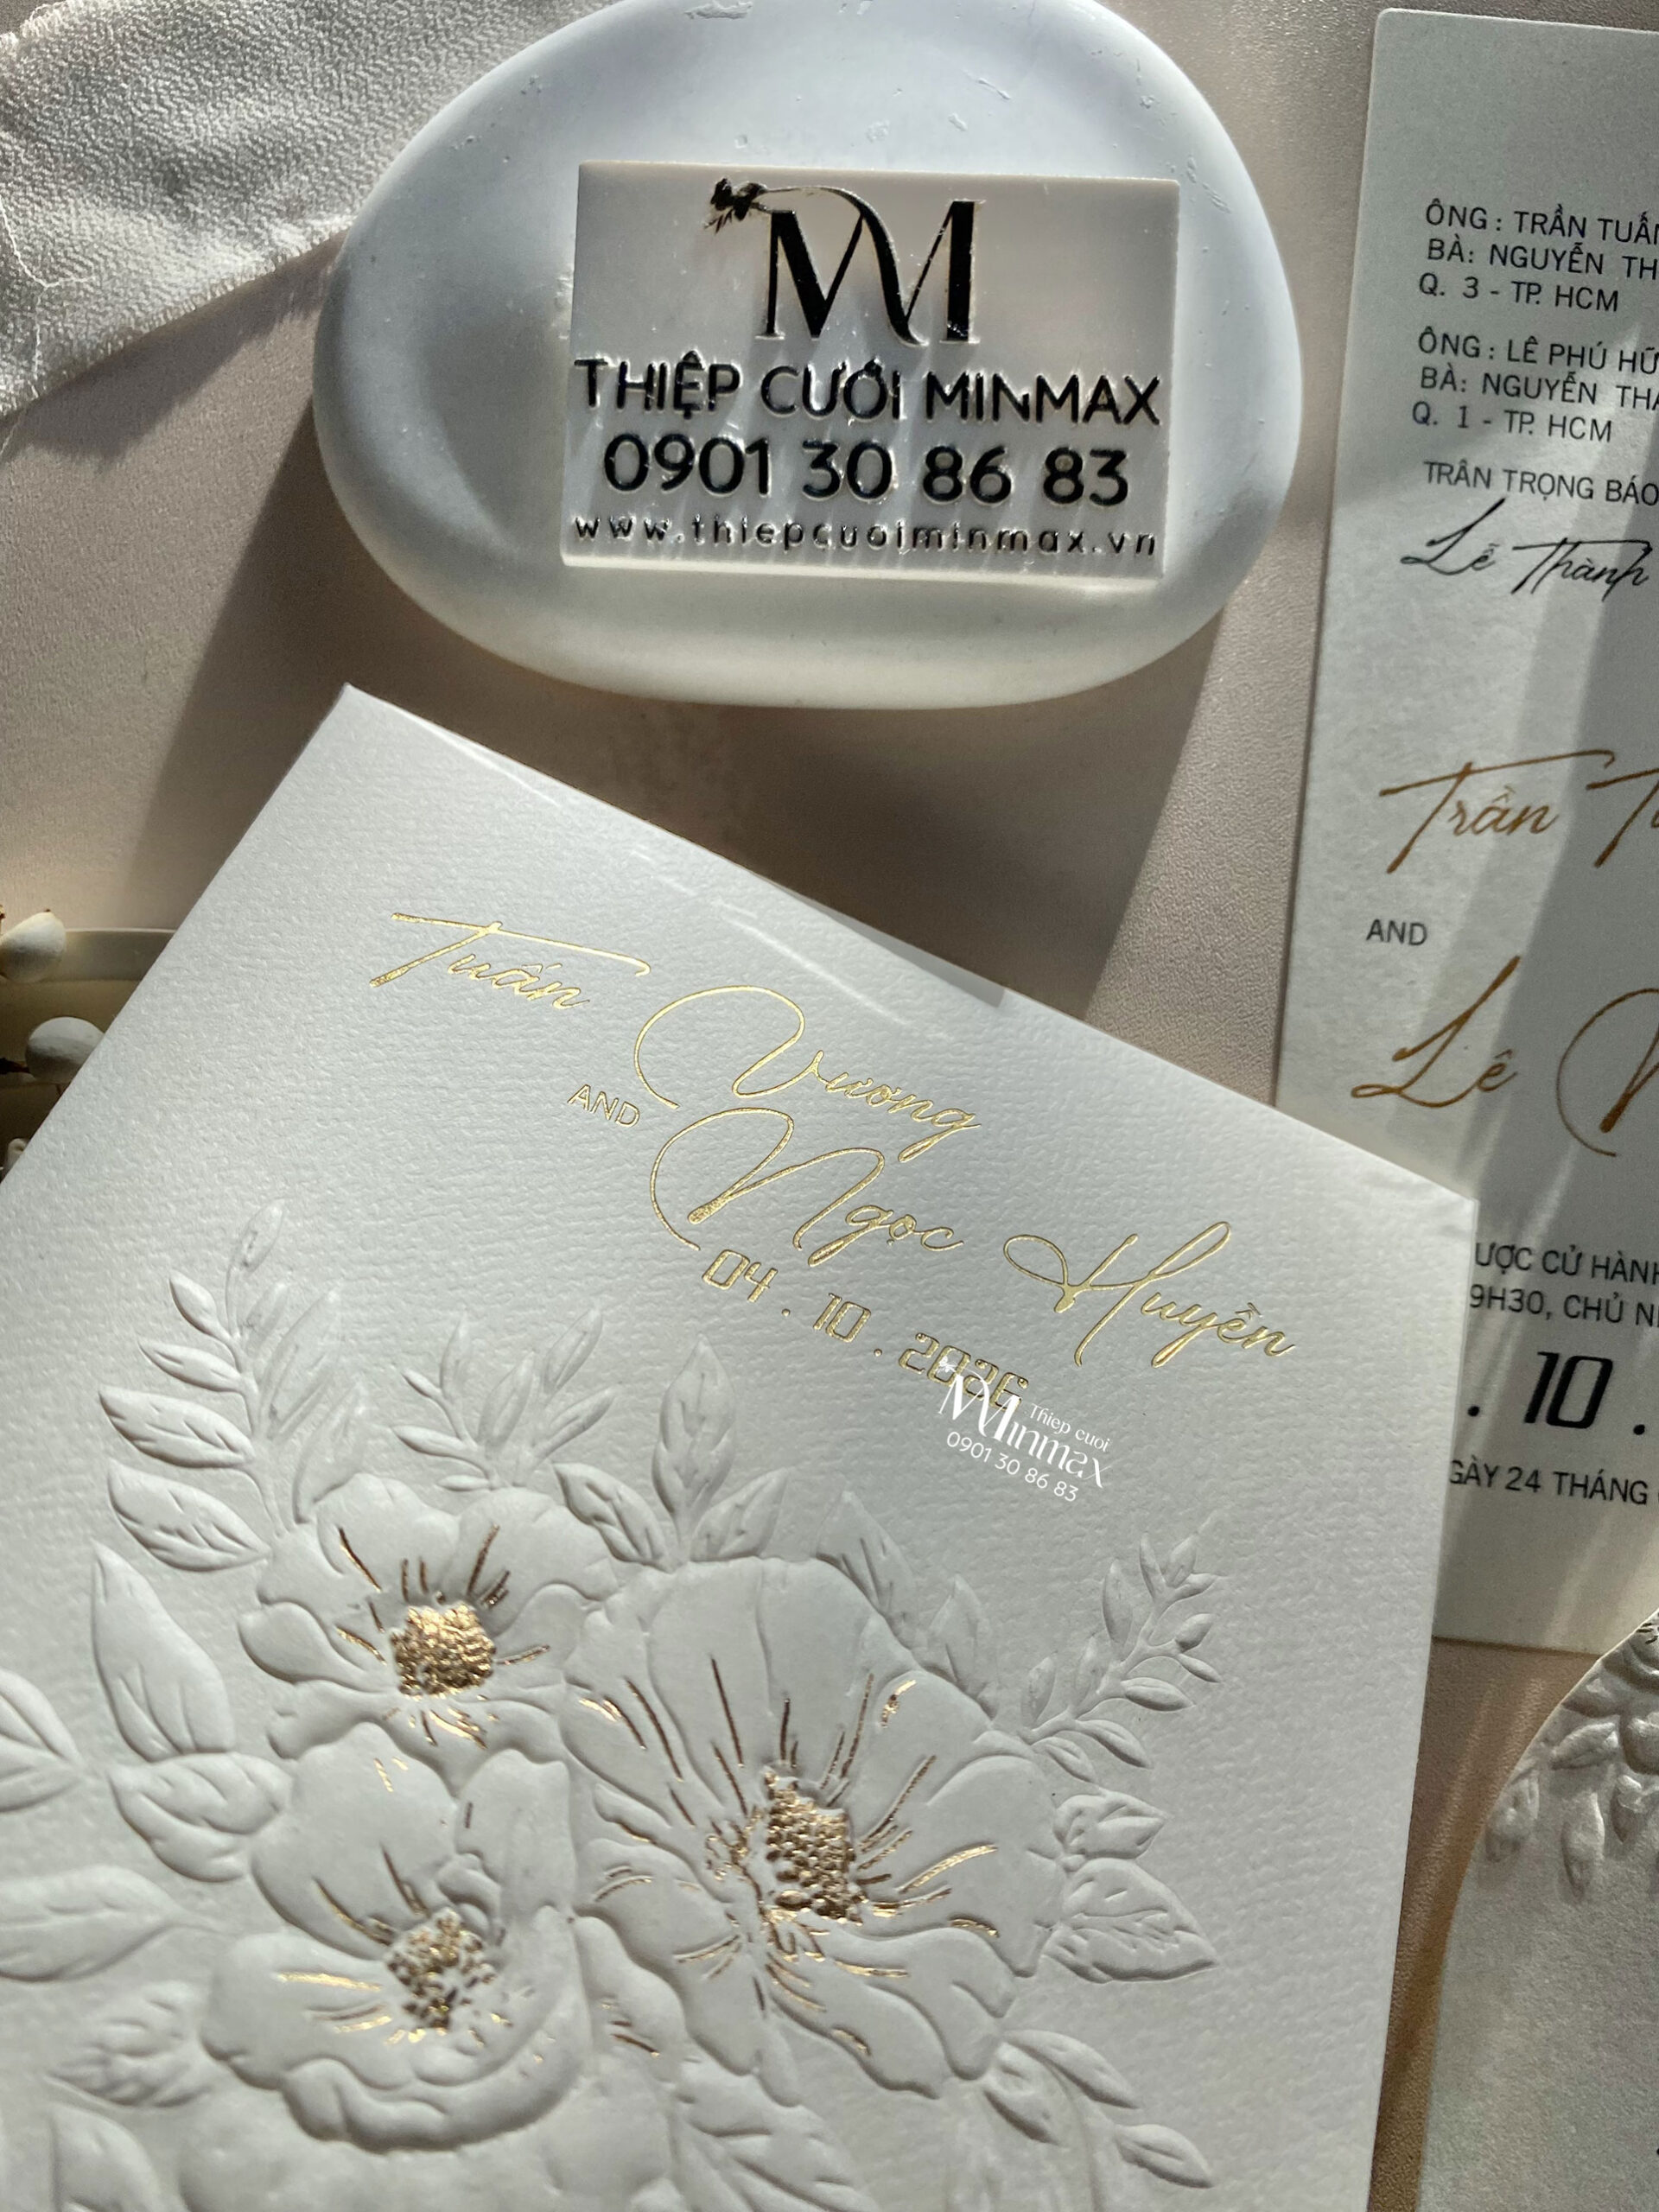 M
THIỆP CƯỚI MINMAX
0901 30 86 83
www.thiepcuoiminmax.vn
ÔNG : TRẦN TUẤN
BÀ: NGUYỄN TH
Q. 3 - TP. HCM
ÔNG : LÊ PHÚ HỮ
BÀ: NGUYỄN THA
Q. 1 - TP. HCM
TRÂN TRỌNG BÁO
Lễ Thành
Trần T
AND
Lê N
ƯỢC CỬ HÀNH
9H30, CHỦ N
. 10 .
GÀY 24 THÁNG
Tuấn Vương
AND
Ngọc Huyền
04 . 10 . 2026
Thiep cuoi
Minmax
0901 30 86 83